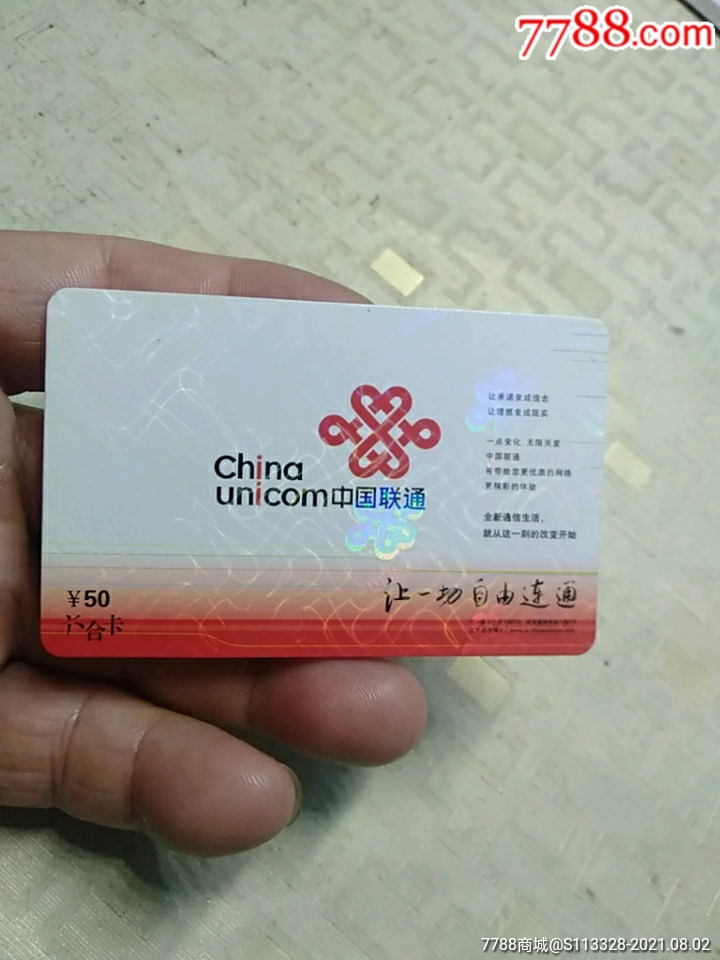 7788.com
China
unicom中国联通
让承诺变成信念
让理想变成现实
一点变化 无限关爱
中国联通
将带给您更优质的网络
更精彩的体验
全新通信生活，
就从这一刻的改变开始
¥50
六合卡
让一切自由连通
7788商城@S113328-2021.08.02